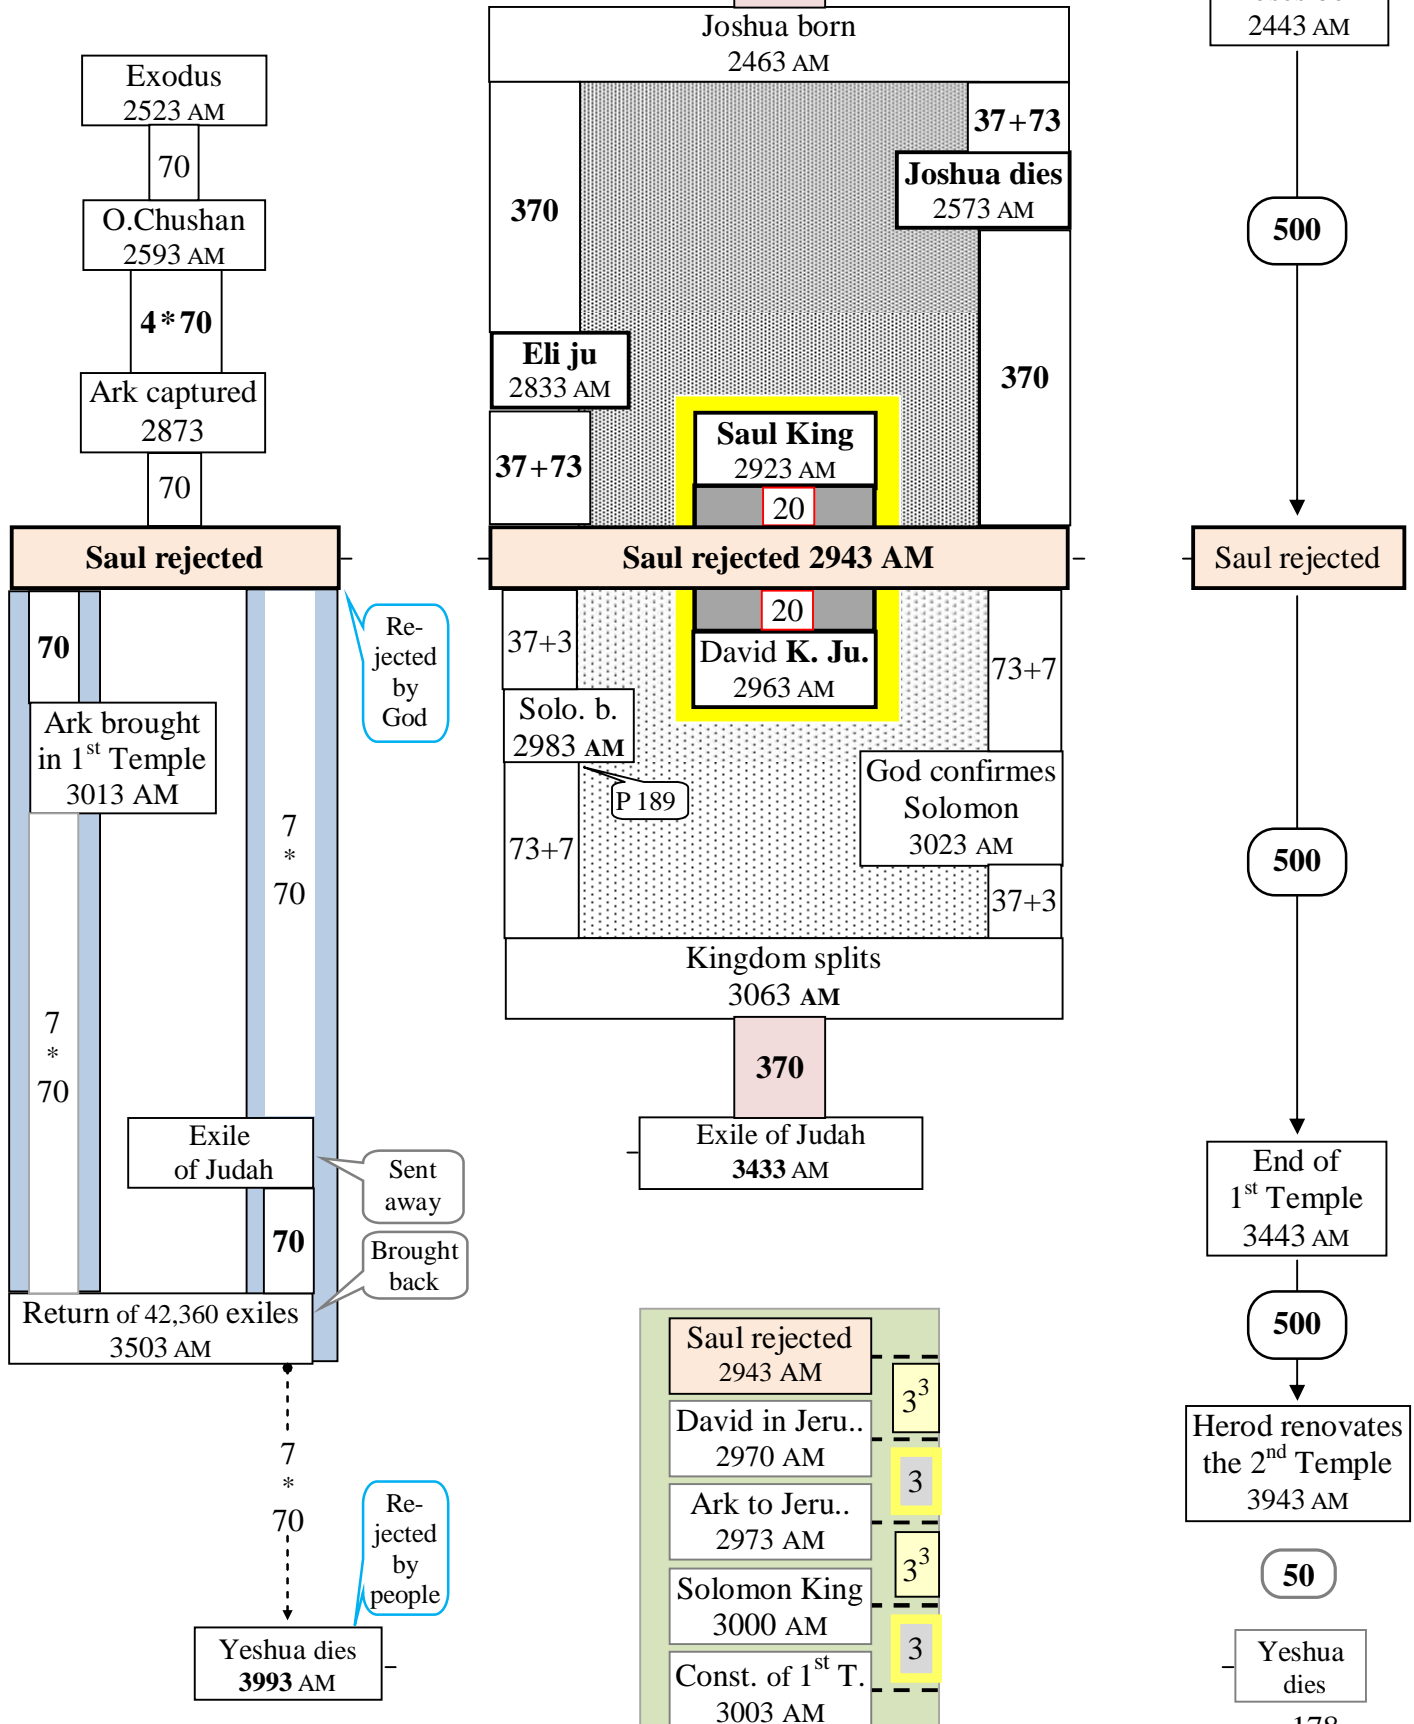 Exodus
2523 AM
70
O.Chushan
2593 AM
4*70
Ark captured
2873
70
Saul rejected
70
Ark brought
in 1st Temple
3013 AM
7
*
70
7
*
70
Re-
jected
by
God
Exile
of Judah
Sent
away
70
Brought
back
Return of 42,360 exiles
3503 AM
7
*
70
Re-
jected
by
people
Yeshua dies
3993 AM
Joshua born
2463 AM
370
37+73
Joshua dies
2573 AM
370
Eli ju
2833 AM
37+73
Saul King
2923 AM
20
Saul rejected 2943 AM
20
David K. Ju.
2963 AM
37+3
Solo. b.
2983 AM
P 189
73+7
73+7
God confirmes
Solomon
3023 AM
37+3
Kingdom splits
3063 AM
370
Exile of Judah
3433 AM
Saul rejected
2943 AM
3³
David in Jeru..
2970 AM
3
Ark to Jeru..
2973 AM
3³
Solomon King
3000 AM
3
Const. of 1st T.
3003 AM
2443 AM
500
Saul rejected
500
End of
1st Temple
3443 AM
500
Herod renovates
the 2nd Temple
3943 AM
50
Yeshua
dies
178